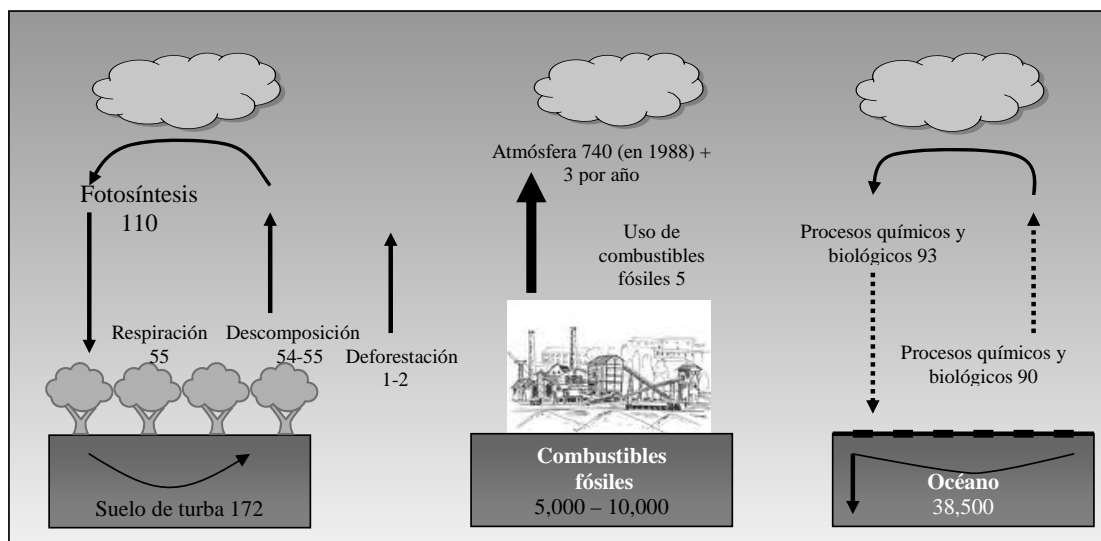 Atmósfera 740 (en 1988) +
3 por año
Fotosíntesis
110
Uso de
combustibles
fósiles 5
Procesos químicos y
biológicos 93
Respiración
55
Descomposición
54-55
Deforestación
1-2
Procesos químicos y
biológicos 90
Suelo de turba 172
Combustibles
fósiles
5,000 – 10,000
Océano
38,500